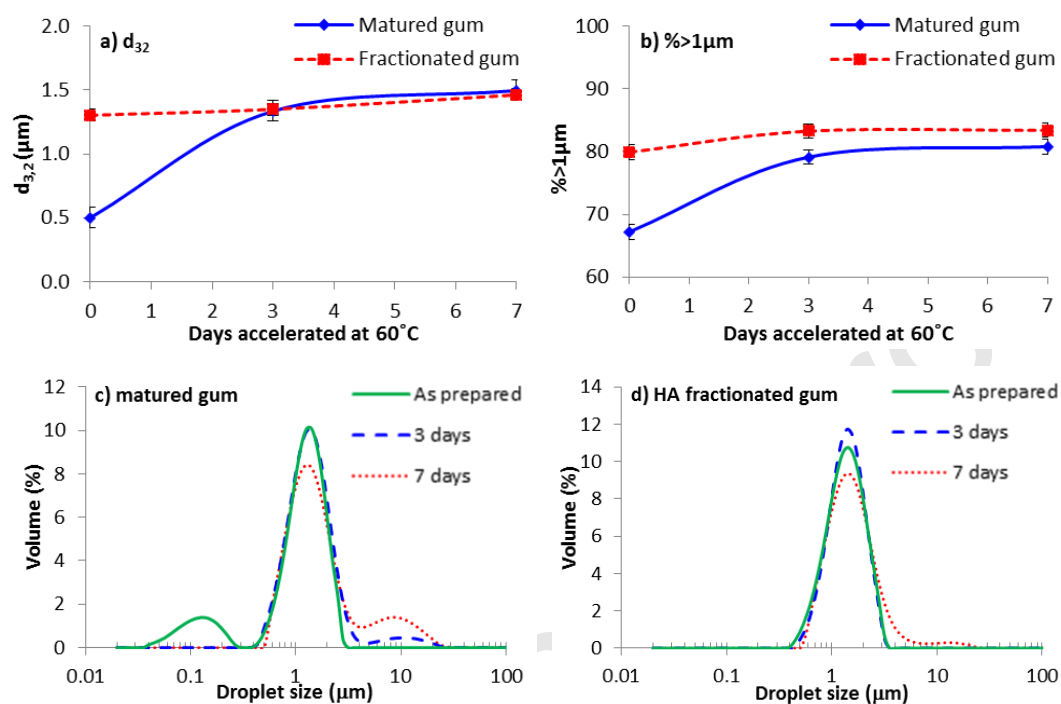 a) d32
Matured gum
Fractionated gum
d3,2 (μm)
2.0
1.5
1.0
0.5
0.0
0 1 2 3 4 5 6 7
Days accelerated at 60˚C
b) %>1μm
Matured gum
Fractionated gum
%>1μm
100
90
80
70
60
0 1 2 3 4 5 6 7
Days accelerated at 60˚C
c) matured gum
As prepared
3 days
7 days
Volume (%)
12
10
8
6
4
2
0
0.01 0.1 1 10 100
Droplet size (μm)
d) HA fractionated gum
As prepared
3 days
7 days
Volume (%)
14
12
10
8
6
4
2
0
0.01 0.1 1 10 100
Droplet size (μm)